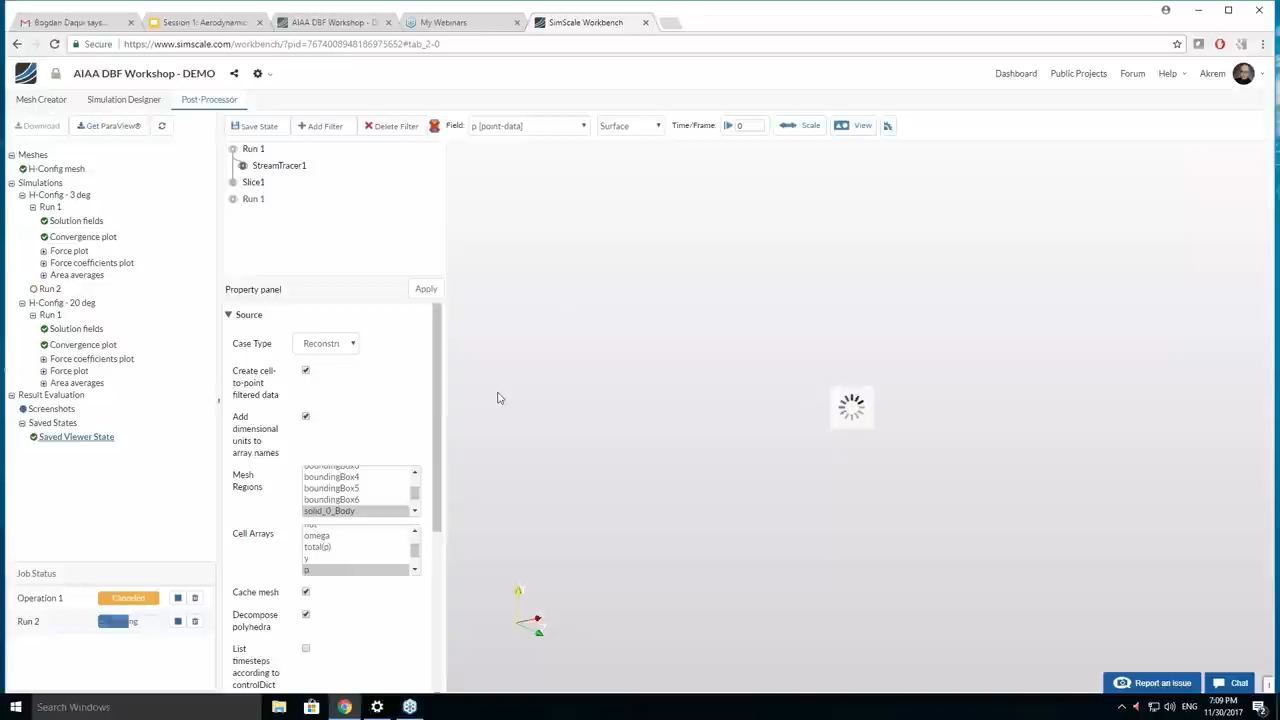 Bogdan Daqui says...
Session 1: Aerodynamic
AIAA DBF Workshop - D
My Webinars
SimScale Workbench
Secure
https://www.simscale.com/workbench/?pid=7674008948186975652#tab_2-0
AIAA DBF Workshop - DEMO
Dashboard
Public Projects
Forum
Help
Akrem
Mesh Creator
Simulation Designer
Post-Processor
Download
Get ParaView®
Save State
Add Filter
Delete Filter
Field:
p [point-data]
Surface
Time/Frame:
0
Scale
View
Meshes
H-Config mesh
Simulations
H-Config - 3 deg
Run 1
Solution fields
Convergence plot
Force plot
Force coefficients plot
Area averages
Run 2
H-Config - 20 deg
Run 1
Solution fields
Convergence plot
Force coefficients plot
Force plot
Area averages
Result Evaluation
Screenshots
Saved States
Saved Viewer State
Run 1
StreamTracer1
Slice1
Run 1
Property panel
Apply
Source
Case Type
Reconstr
Create cell-
to-point
filtered data
Add
dimensional
units to
array names
Mesh
Regions
boundingBox3
boundingBox4
boundingBox5
boundingBox6
solid_0_Body
Cell Arrays
nut
omega
total(p)
y
p
Cache mesh
Decompose
polyhedra
List
timesteps
according to
controlDict
Job Status
Operation 1
Canceled
Run 2
Report an issue
Chat
Search Windows
ENG
7:09 PM
11/30/2017